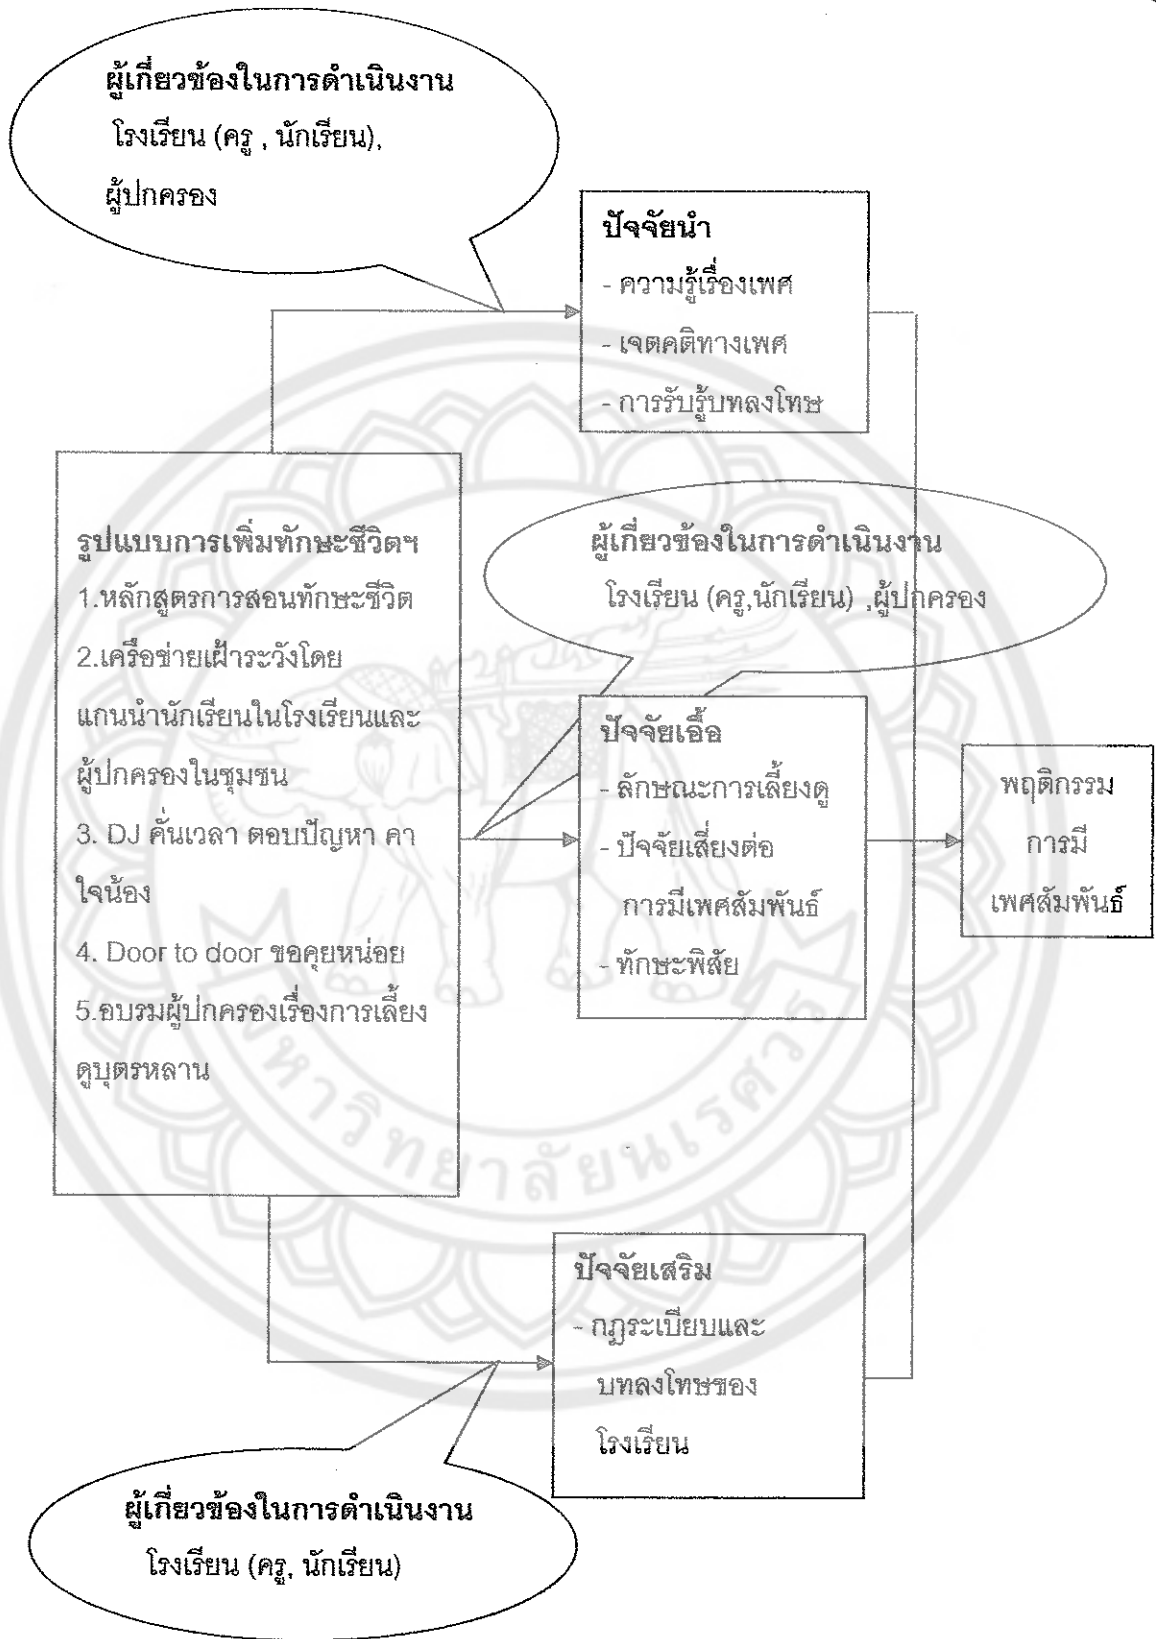 ผู้เกี่ยวข้องในการดำเนินงาน
โรงเรียน (ครู , นักเรียน),
ผู้ปกครอง
ปัจจัยนำ
- ความรู้เรื่องเพศ
- เจตคติทางเพศ
- การรับรู้บทลงโทษ
รูปแบบการเพิ่มทักษะชีวิตฯ
1.หลักสูตรการสอนทักษะชีวิต
2.เครือข่ายเฝ้าระวังโดย
แกนนำนักเรียนในโรงเรียนและ
ผู้ปกครองในชุมชน
3. DJ คั่นเวลา ตอบปัญหา คา
ใจน้อง
4. Door to door ขอคุยหน่อย
5.อบรมผู้ปกครองเรื่องการเลี้ยง
ดูบุตรหลาน
ผู้เกี่ยวข้องในการดำเนินงาน
โรงเรียน (ครู,นักเรียน) ,ผู้ปกครอง
ปัจจัยเอื้อ
- ลักษณะการเลี้ยงดู
- ปัจจัยเสี่ยงต่อ
การมีเพศสัมพันธ์
- ทักษะพิสัย
พฤติกรรม
การมี
เพศสัมพันธ์
ปัจจัยเสริม
- กฎระเบียบและ
บทลงโทษของ
โรงเรียน
ผู้เกี่ยวข้องในการดำเนินงาน
โรงเรียน (ครู, นักเรียน)
มหาวิทยาลัยนเรศวร